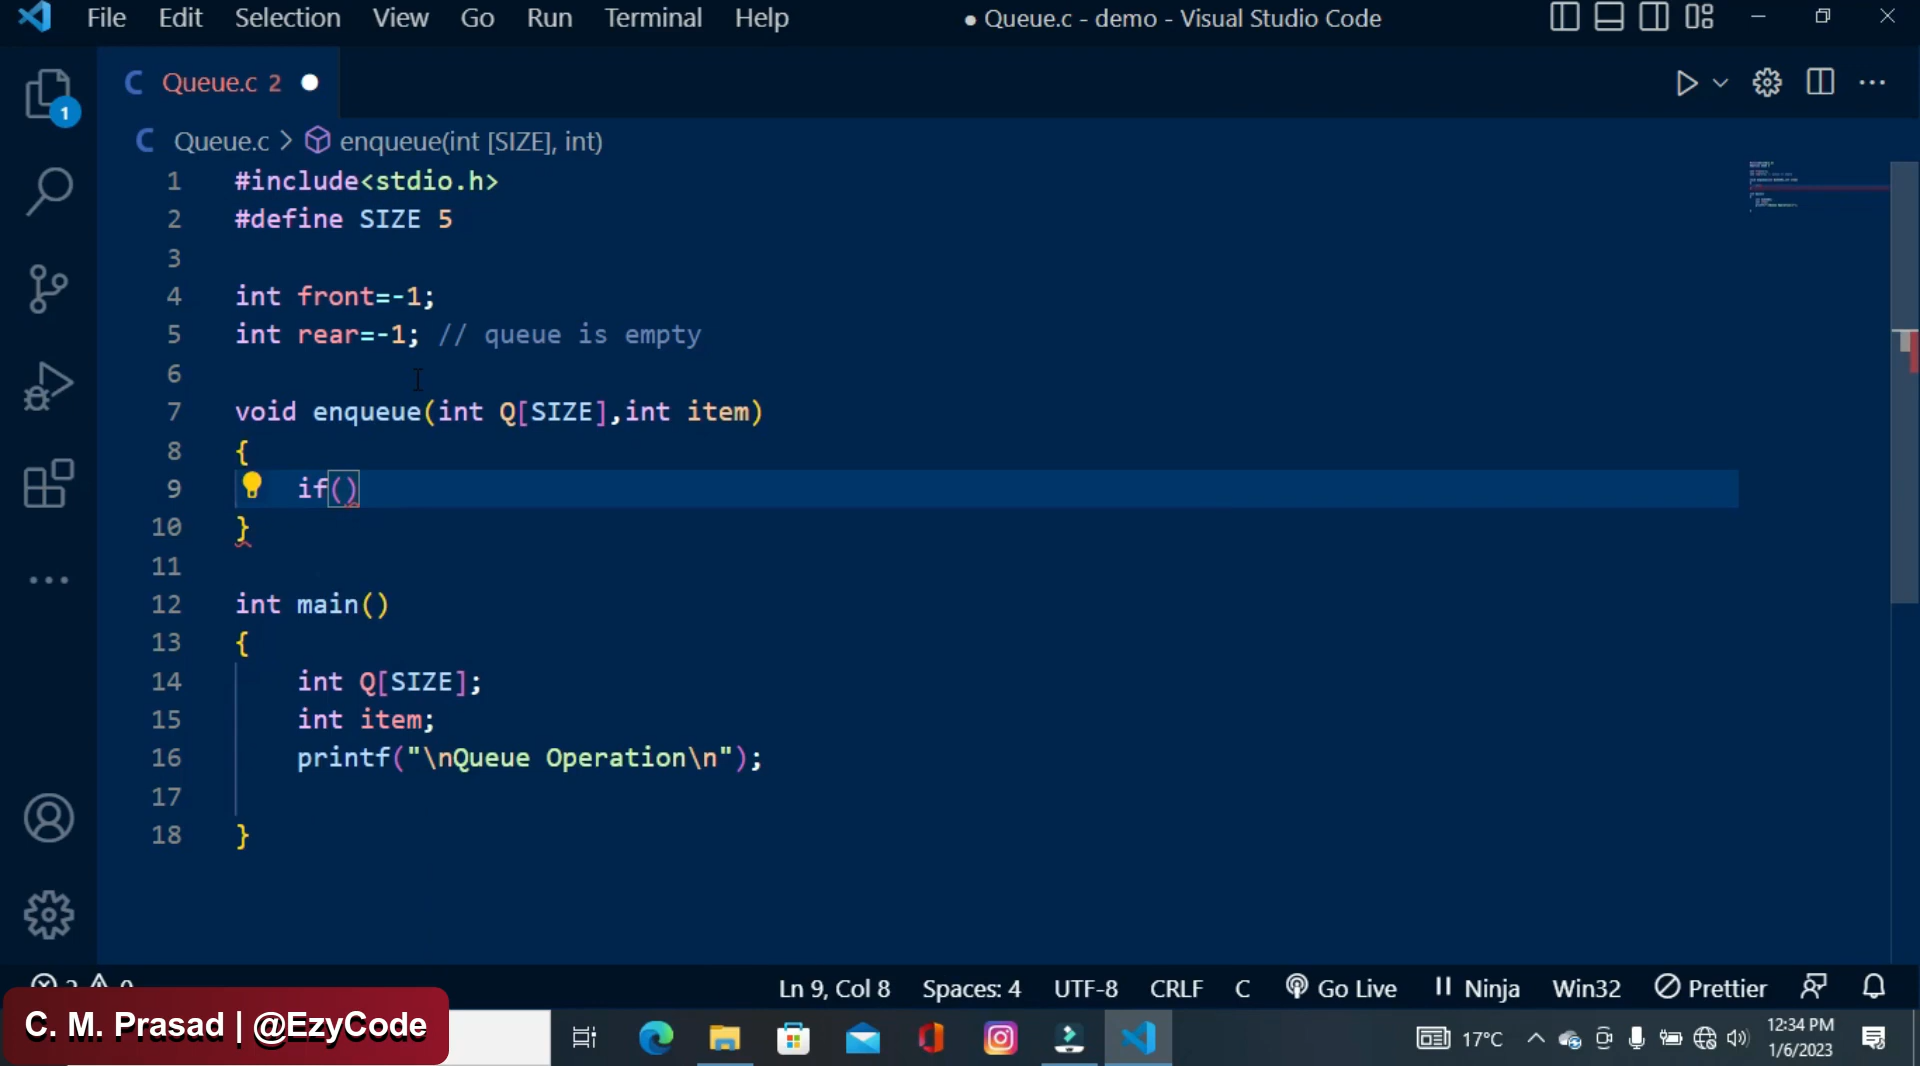 File Edit Selection View Go Run Terminal Help ● Queue.c - demo - Visual Studio Code
C Queue.c 2 ●
C Queue.c > enqueue(int [SIZE], int)
1 #include<stdio.h>
2 #define SIZE 5
3
4 int front=-1;
5 int rear=-1; // queue is empty
6
7 void enqueue(int Q[SIZE],int item)
8 {
9 if()
10 }
11
12 int main()
13 {
14 int Q[SIZE];
15 int item;
16 printf("\nQueue Operation\n");
17
18 }
1
Ln 9, Col 8 Spaces: 4 UTF-8 CRLF C Go Live Ninja Win32 Prettier
C. M. Prasad | @EzyCode
17°C 12:34 PM
1/6/2023